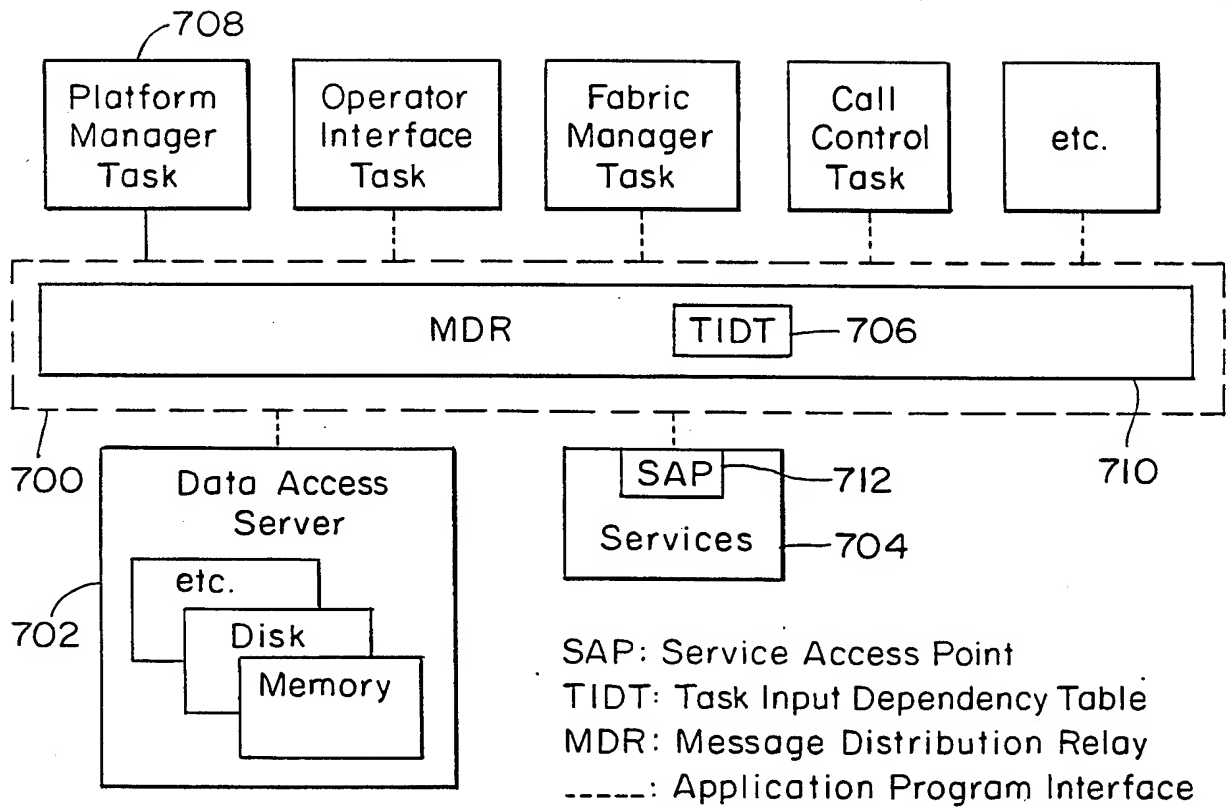 708
Platform
Manager
Task
Operator
Interface
Task
Fabric
Manager
Task
Call
Control
Task
etc.
MDR
TIDT
706
700
710
Data Access
Server
etc.
Disk
Memory
702
SAP
712
Services
704
SAP: Service Access Point
TIDT: Task Input Dependency Table
MDR: Message Distribution Relay
-----: Application Program Interface